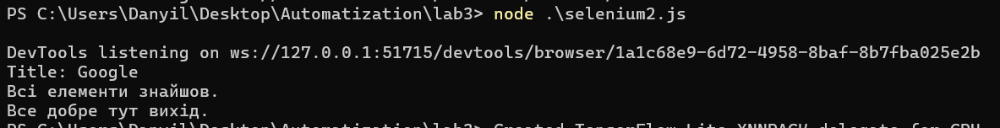 PS C:\Users\Danyil\Desktop\Automatization\lab3> node .\selenium2.js
DevTools listening on ws://127.0.0.1:51715/devtools/browser/1a1c68e9-6d72-4958-8baf-8b7fba025e2b
Title: Google
Всі елементи знайшов.
Все добре тут вихід.
PS C:\Users\Danyil\Desktop\Automatization\lab3> Created TensorFlow Lite XNNPACK delegate for CPU